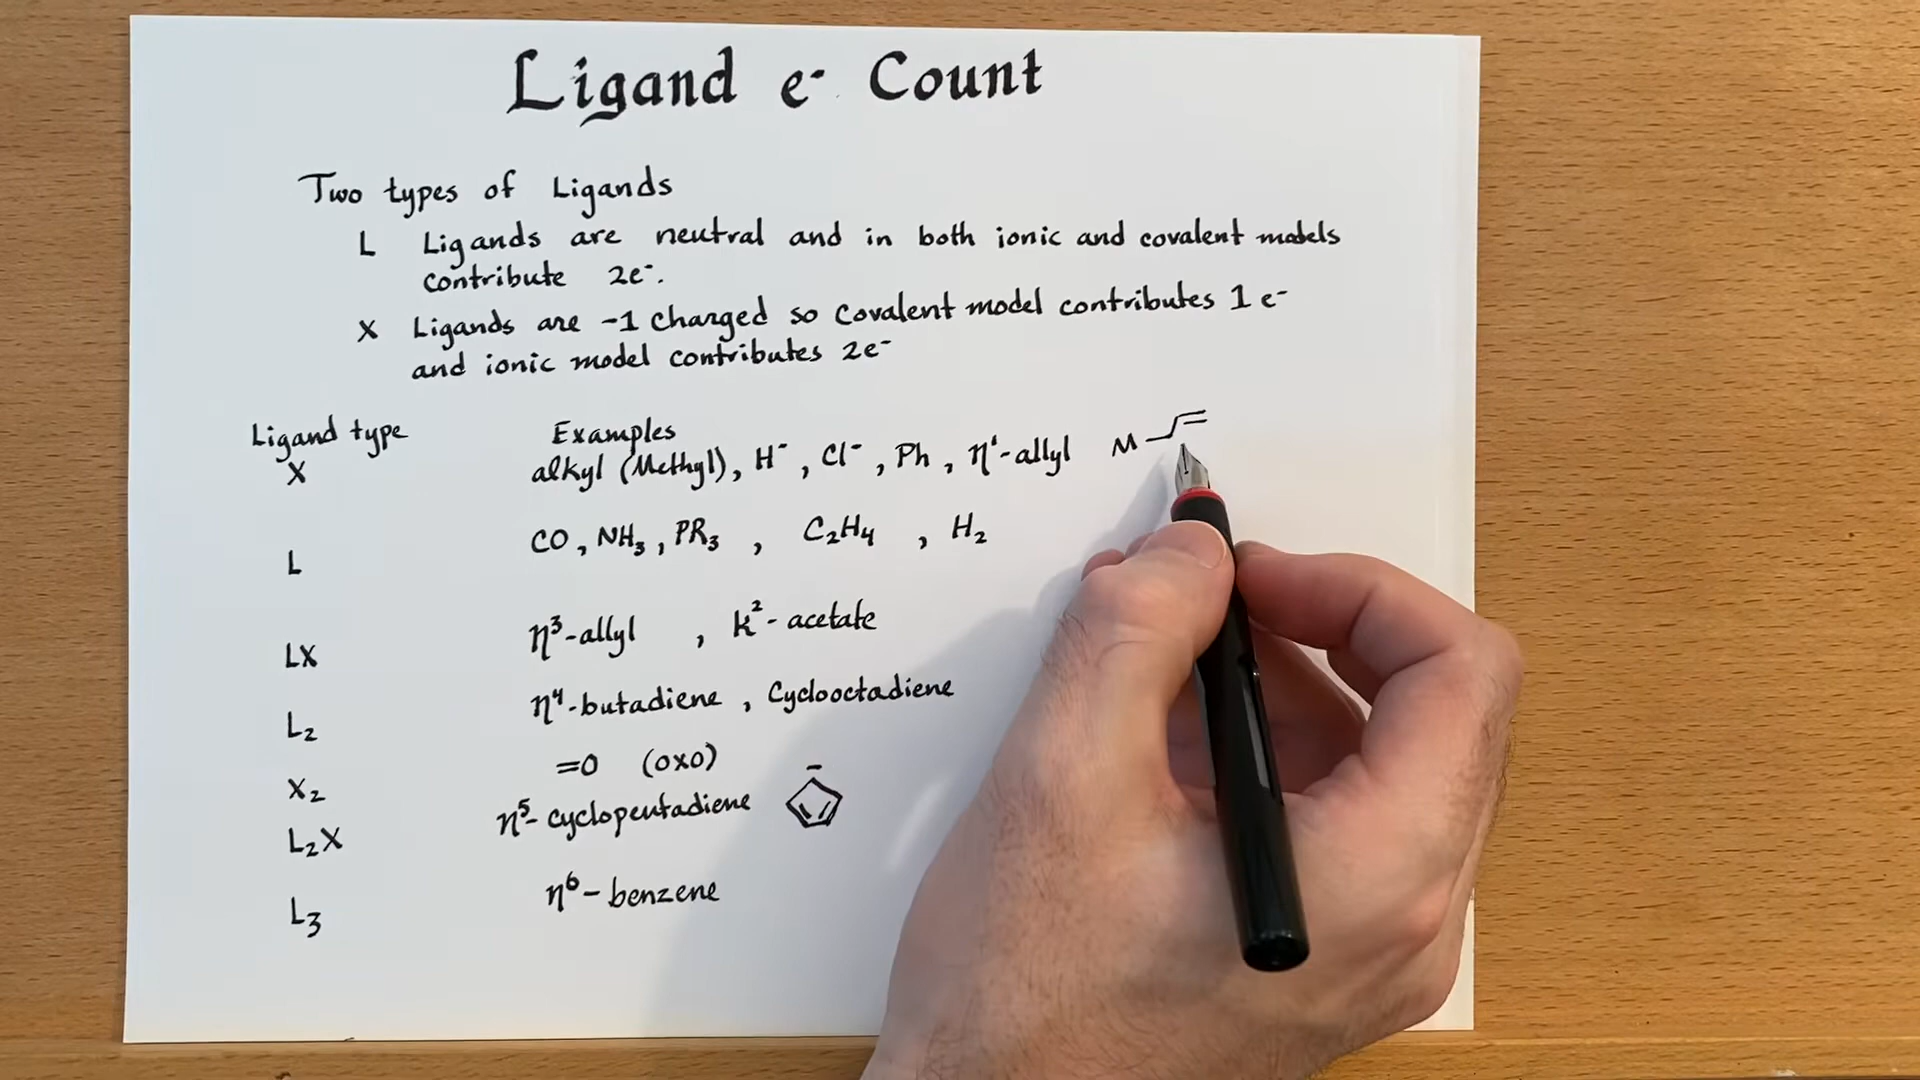 Ligand e⁻ Count
Two types of Ligands
L Ligands are neutral and in both ionic and covalent models
contribute 2e⁻.
X Ligands are -1 charged so covalent model contributes 1 e⁻
and ionic model contributes 2e⁻
Ligand type Examples
X alkyl (Methyl), H⁻, Cl⁻, Ph, η¹-allyl M
L CO, NH₃, PR₃, C₂H₄, H₂
LX η³-allyl, k²-acetate
L₂ η⁴-butadiene, Cyclooctadiene
X₂ =O (oxo)
L₂X η⁵-cyclopentadiene -
L₃ η⁶-benzene